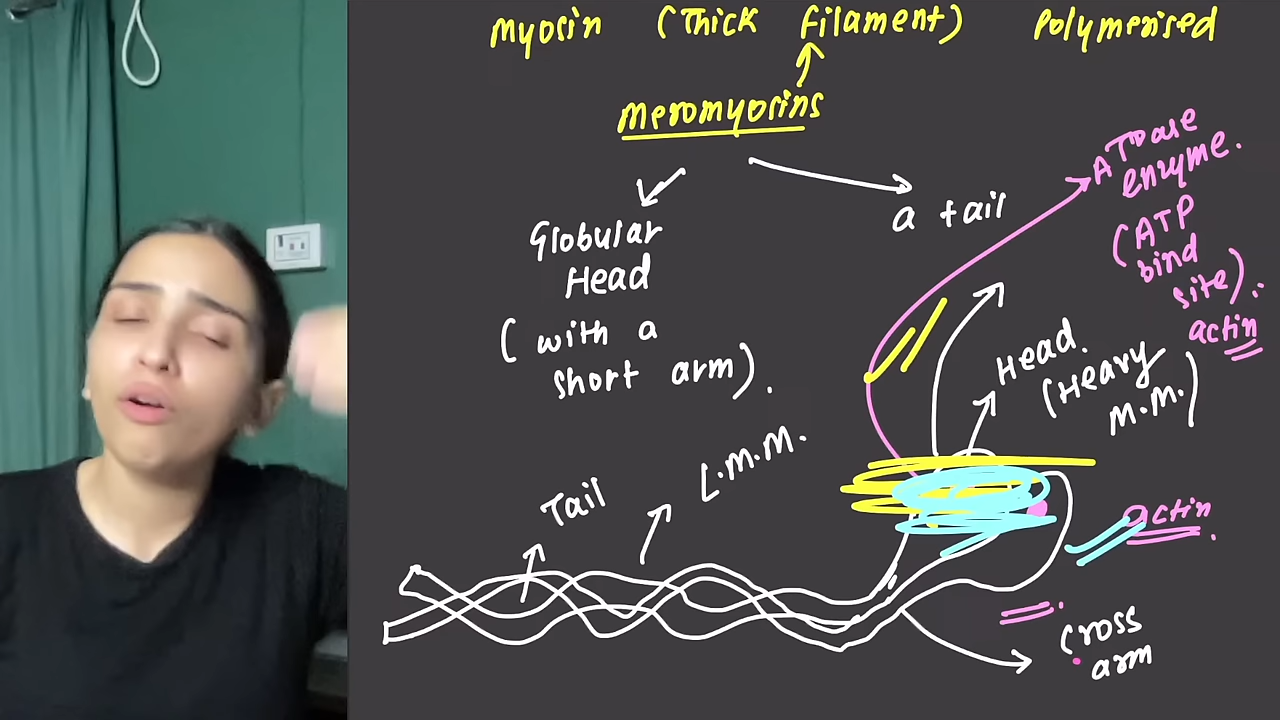 Myosin (Thick Filament) Polymerised
Meromyosins
Globular
Head
(with a
short arm).
a tail
ATPase
enzyme.
(ATP
bind
site).
actin
Head.
(Heavy
M.M.)
L.M.M.
Tail
actin
Cross
arm